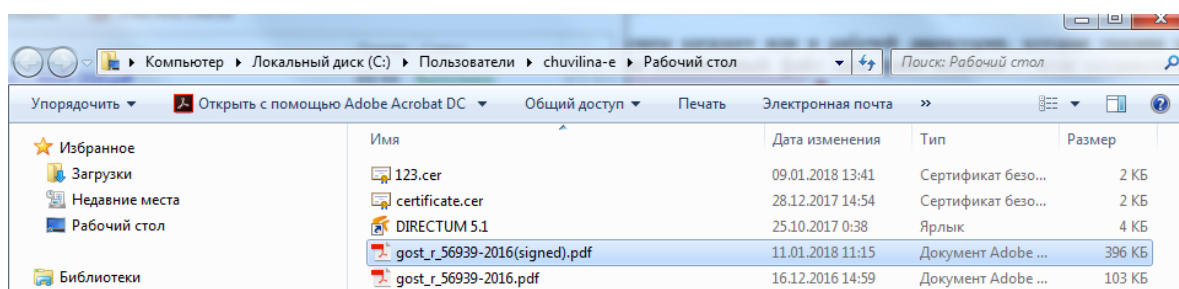 Компьютер ▸ Локальный диск (C:) ▸ Пользователи ▸ chuvilina-e ▸ Рабочий стол
Поиск: Рабочий стол
Упорядочить Открыть с помощью Adobe Acrobat DC Общий доступ Печать Электронная почта »
Избранное
Загрузки
Недавние места
Рабочий стол
Библиотеки
Имя Дата изменения Тип Размер
123.cer 09.01.2018 13:41 Сертификат безо... 2 КБ
certificate.cer 28.12.2017 14:54 Сертификат безо... 2 КБ
DIRECTUM 5.1 25.10.2017 0:38 Ярлык 4 КБ
gost_r_56939-2016(signed).pdf 11.01.2018 11:15 Документ Adobe ... 396 КБ
gost_r_56939-2016.pdf 16.12.2016 14:59 Документ Adobe ... 103 КБ